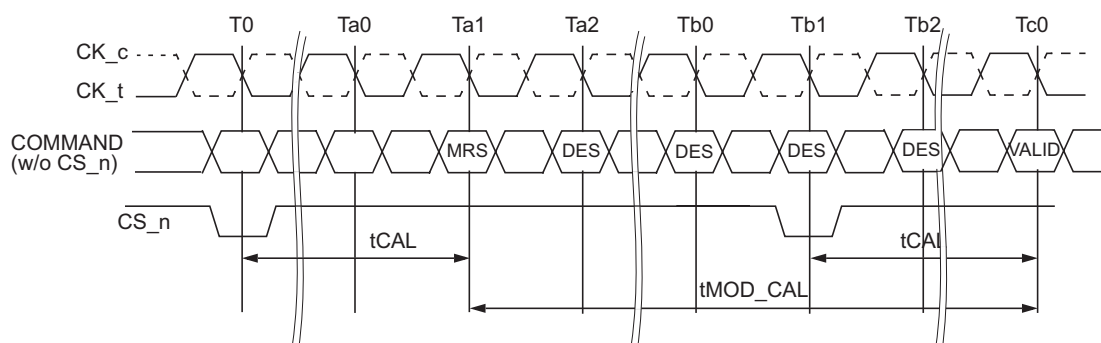 T0 Ta0 Ta1 Ta2 Tb0 Tb1 Tb2 Tc0
CK_c
CK_t
COMMAND
(w/o CS_n)
MRS DES DES DES DES VALID
CS_n
tCAL tCAL
tMOD_CAL